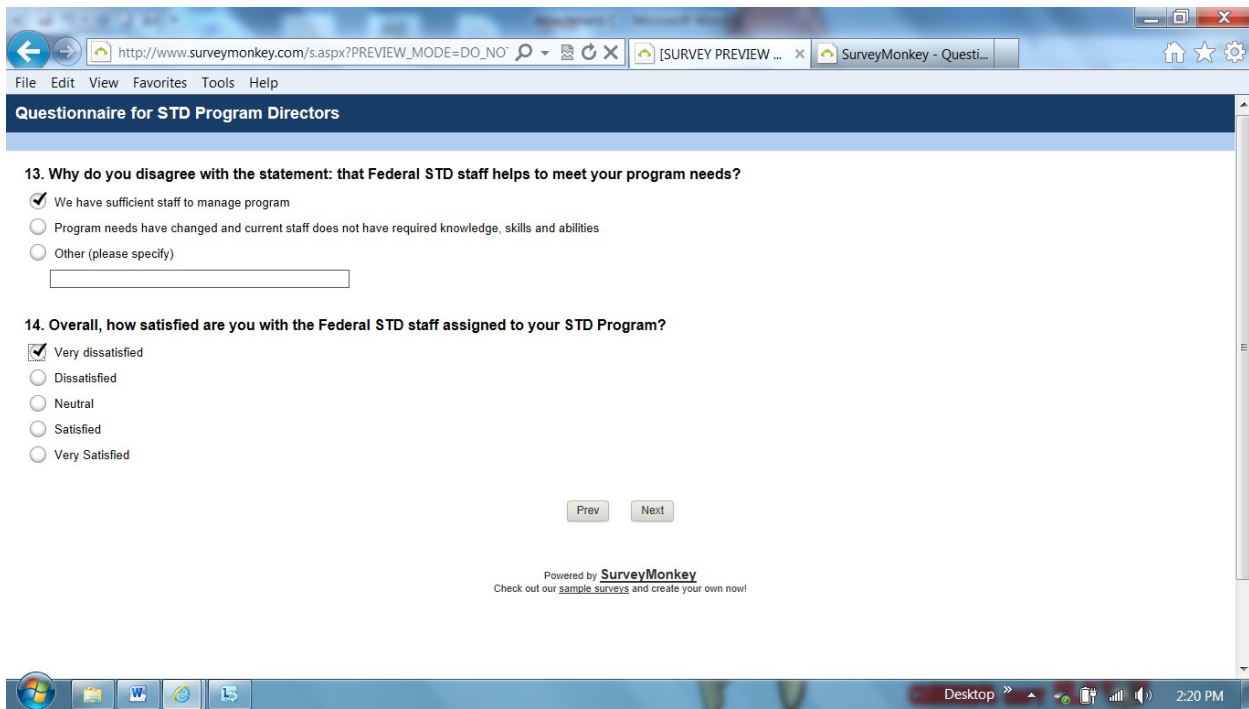 http://www.surveymonkey.com/s.aspx?PREVIEW_MODE=DO_NO
[SURVEY PREVIEW ...
SurveyMonkey - Questi...
File Edit View Favorites Tools Help
Questionnaire for STD Program Directors
13. Why do you disagree with the statement: that Federal STD staff helps to meet your program needs?
We have sufficient staff to manage program
Program needs have changed and current staff does not have required knowledge, skills and abilities
Other (please specify)
14. Overall, how satisfied are you with the Federal STD staff assigned to your STD Program?
Very dissatisfied
Dissatisfied
Neutral
Satisfied
Very Satisfied
Prev Next
Powered by SurveyMonkey
Check out our sample surveys and create your own now!
Desktop
2:20 PM